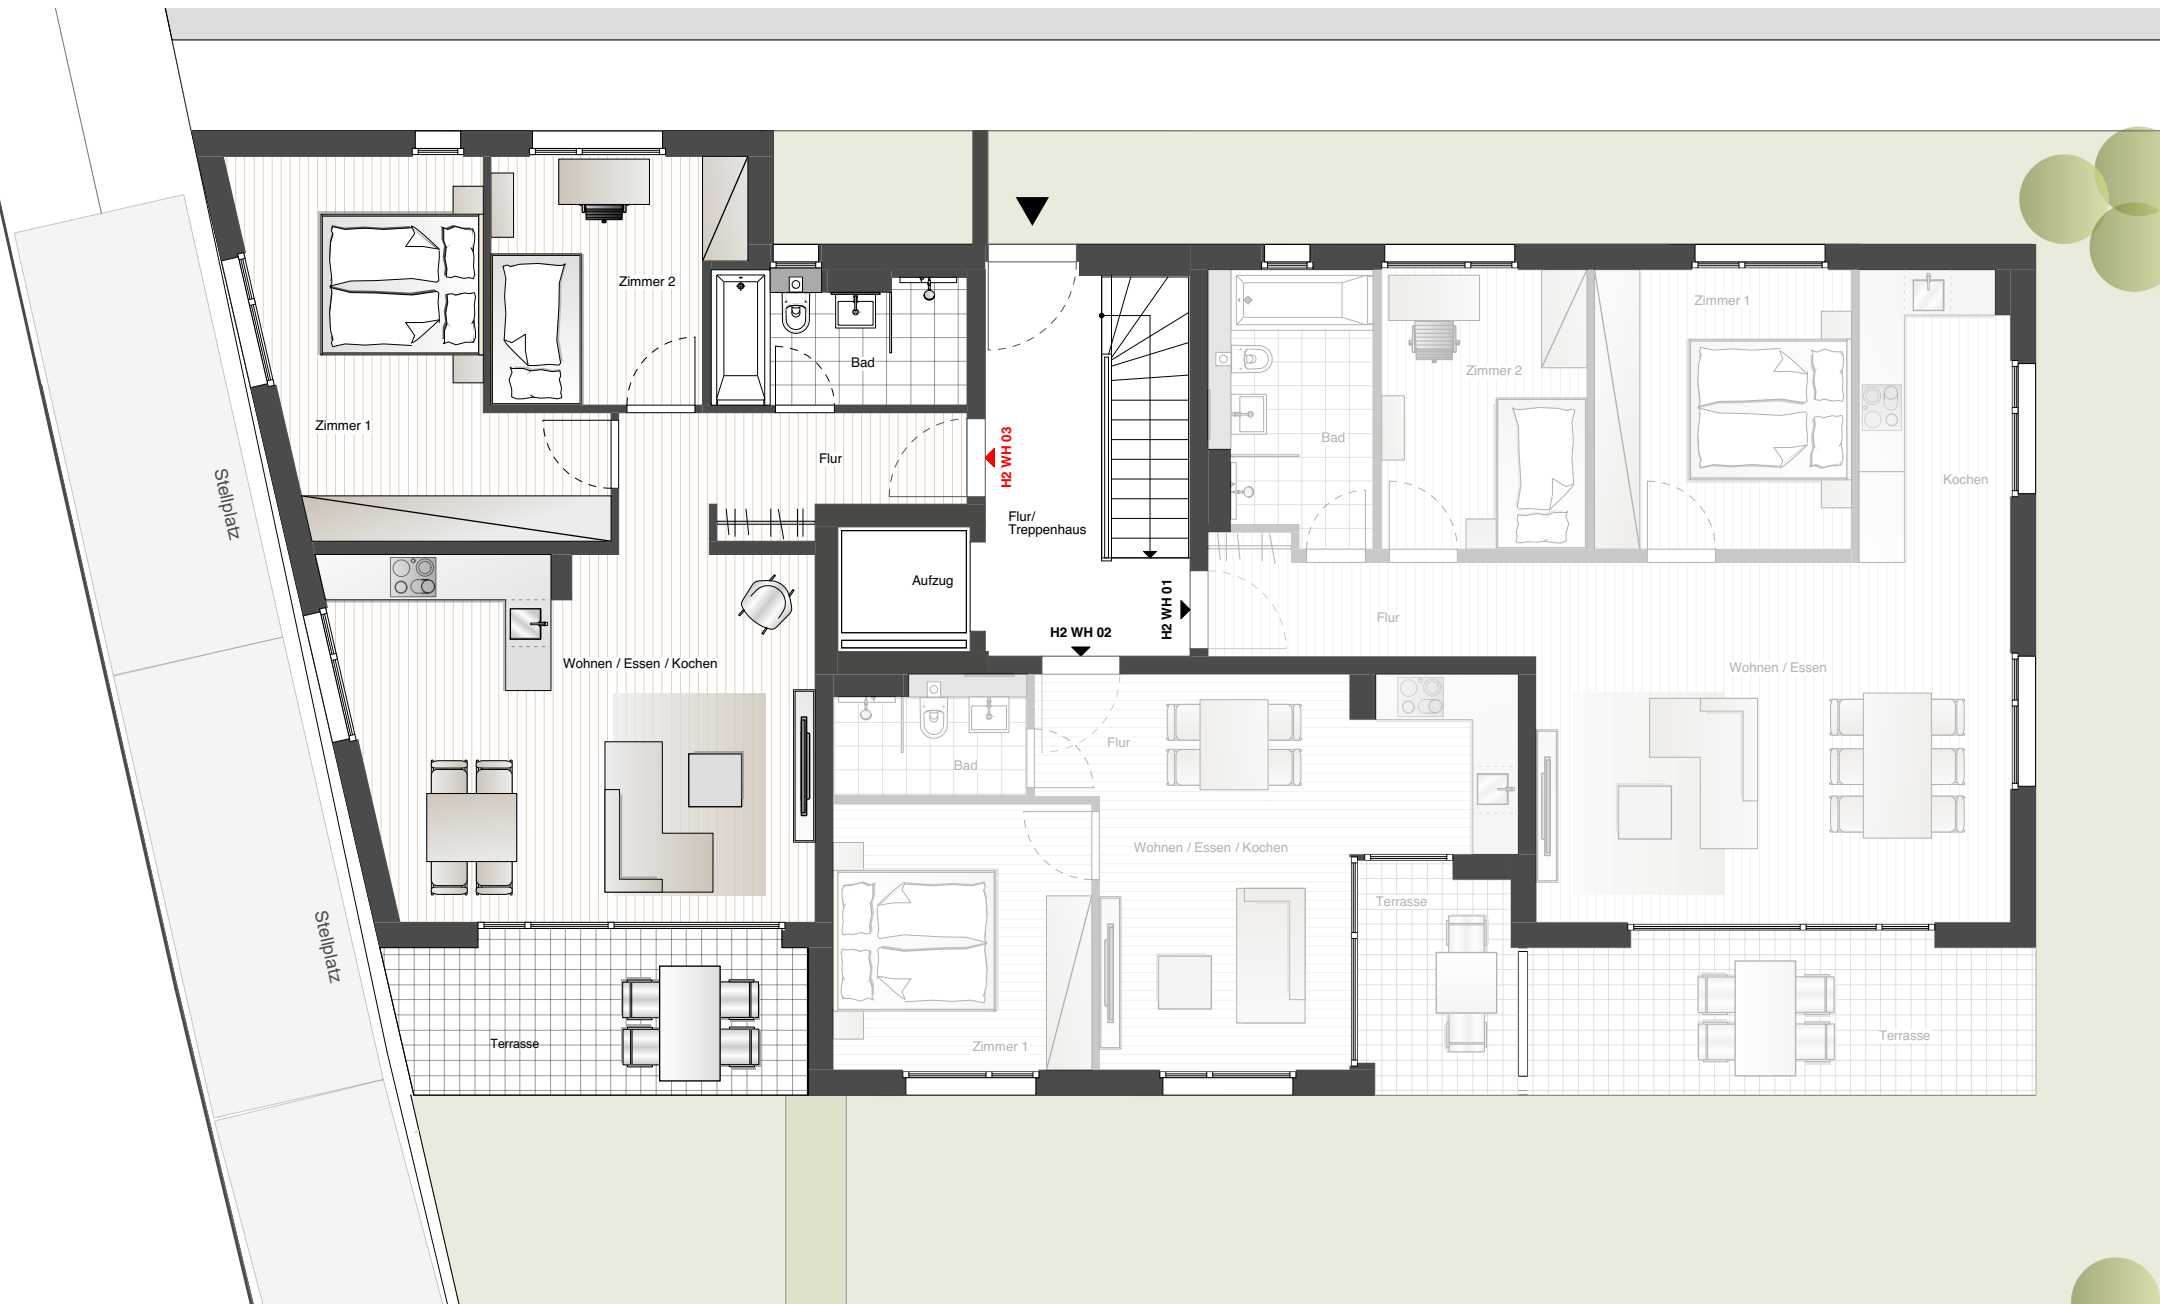 Zimmer 2
Zimmer 1
Zimmer 2
Bad
Zimmer 1
Bad
Flur
H2 WH 03
Kochen
Stellplatz
Flur/
Treppenhaus
Aufzug
H2 WH 01
Flur
H2 WH 02
Wohnen / Essen / Kochen
Wohnen / Essen
Flur
Bad
Wohnen / Essen / Kochen
Terrasse
Stellplatz
Terrasse
Zimmer 1
Terrasse